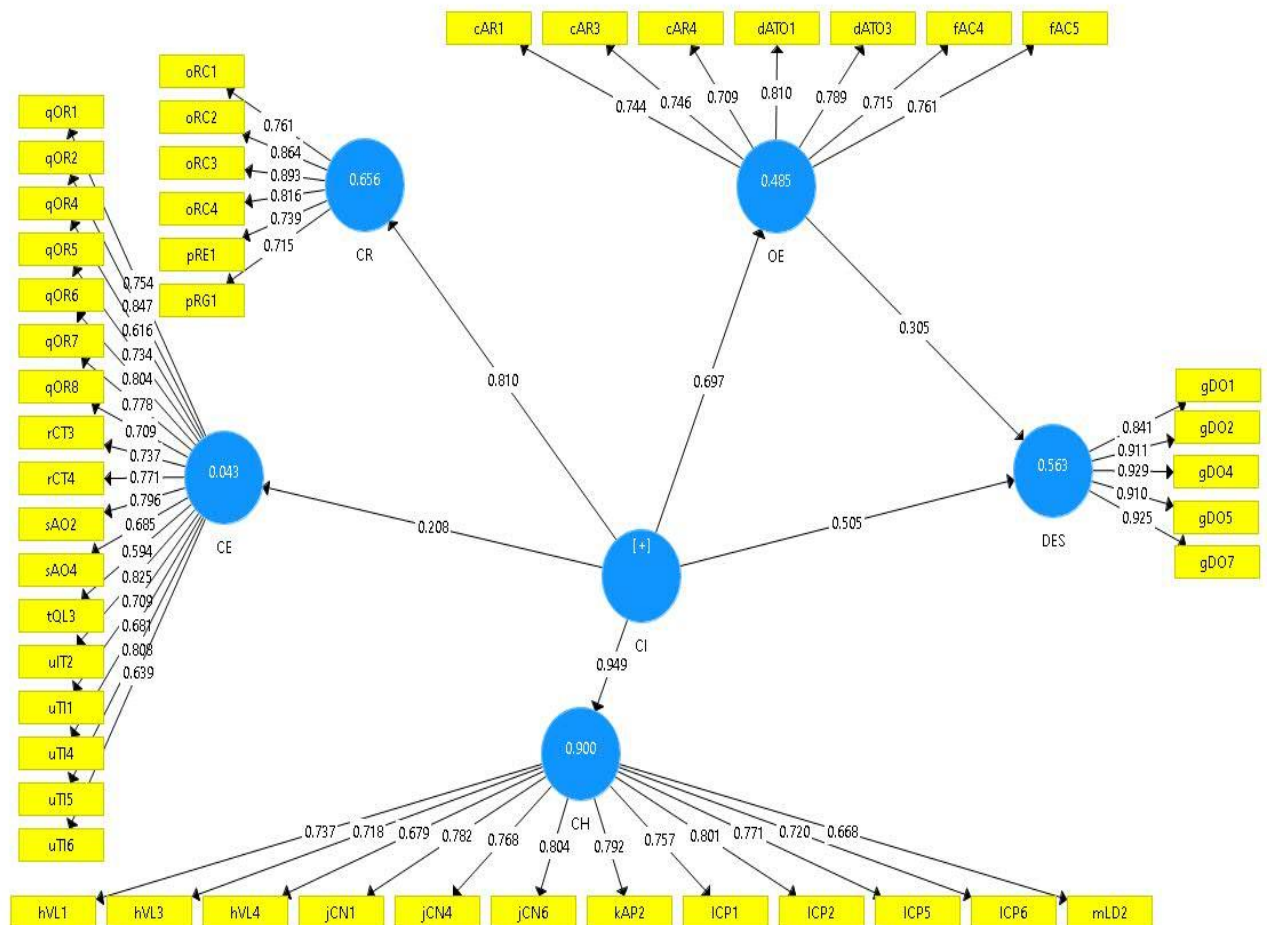 cAR1
cAR3
cAR4
dATO1
dATO3
fAC4
fAC5
0.744
0.746
0.709
0.810
0.789
0.715
0.761
0.485
OE
oRC1
oRC2
oRC3
oRC4
pRE1
pRG1
0.761
0.864
0.893
0.816
0.739
0.715
0.656
CR
qOR1
qOR2
qOR4
qOR5
qOR6
qOR7
qOR8
rCT3
rCT4
sAO2
sAO4
tQL3
uIT2
uTI1
uTI4
uTI5
uTI6
0.754
0.847
0.616
0.734
0.804
0.778
0.709
0.737
0.771
0.796
0.685
0.594
0.825
0.709
0.681
0.808
0.639
0.043
CE
0.810
0.697
0.305
0.208
0.505
0.949
[+]
CI
0.563
DES
0.841
0.911
0.929
0.910
0.925
gDO1
gDO2
gDO4
gDO5
gDO7
0.900
CH
0.737
0.718
0.679
0.782
0.768
0.804
0.792
0.757
0.801
0.771
0.720
0.668
hVL1
hVL3
hVL4
jCN1
jCN4
jCN6
kAP2
lCP1
lCP2
lCP5
lCP6
mLD2